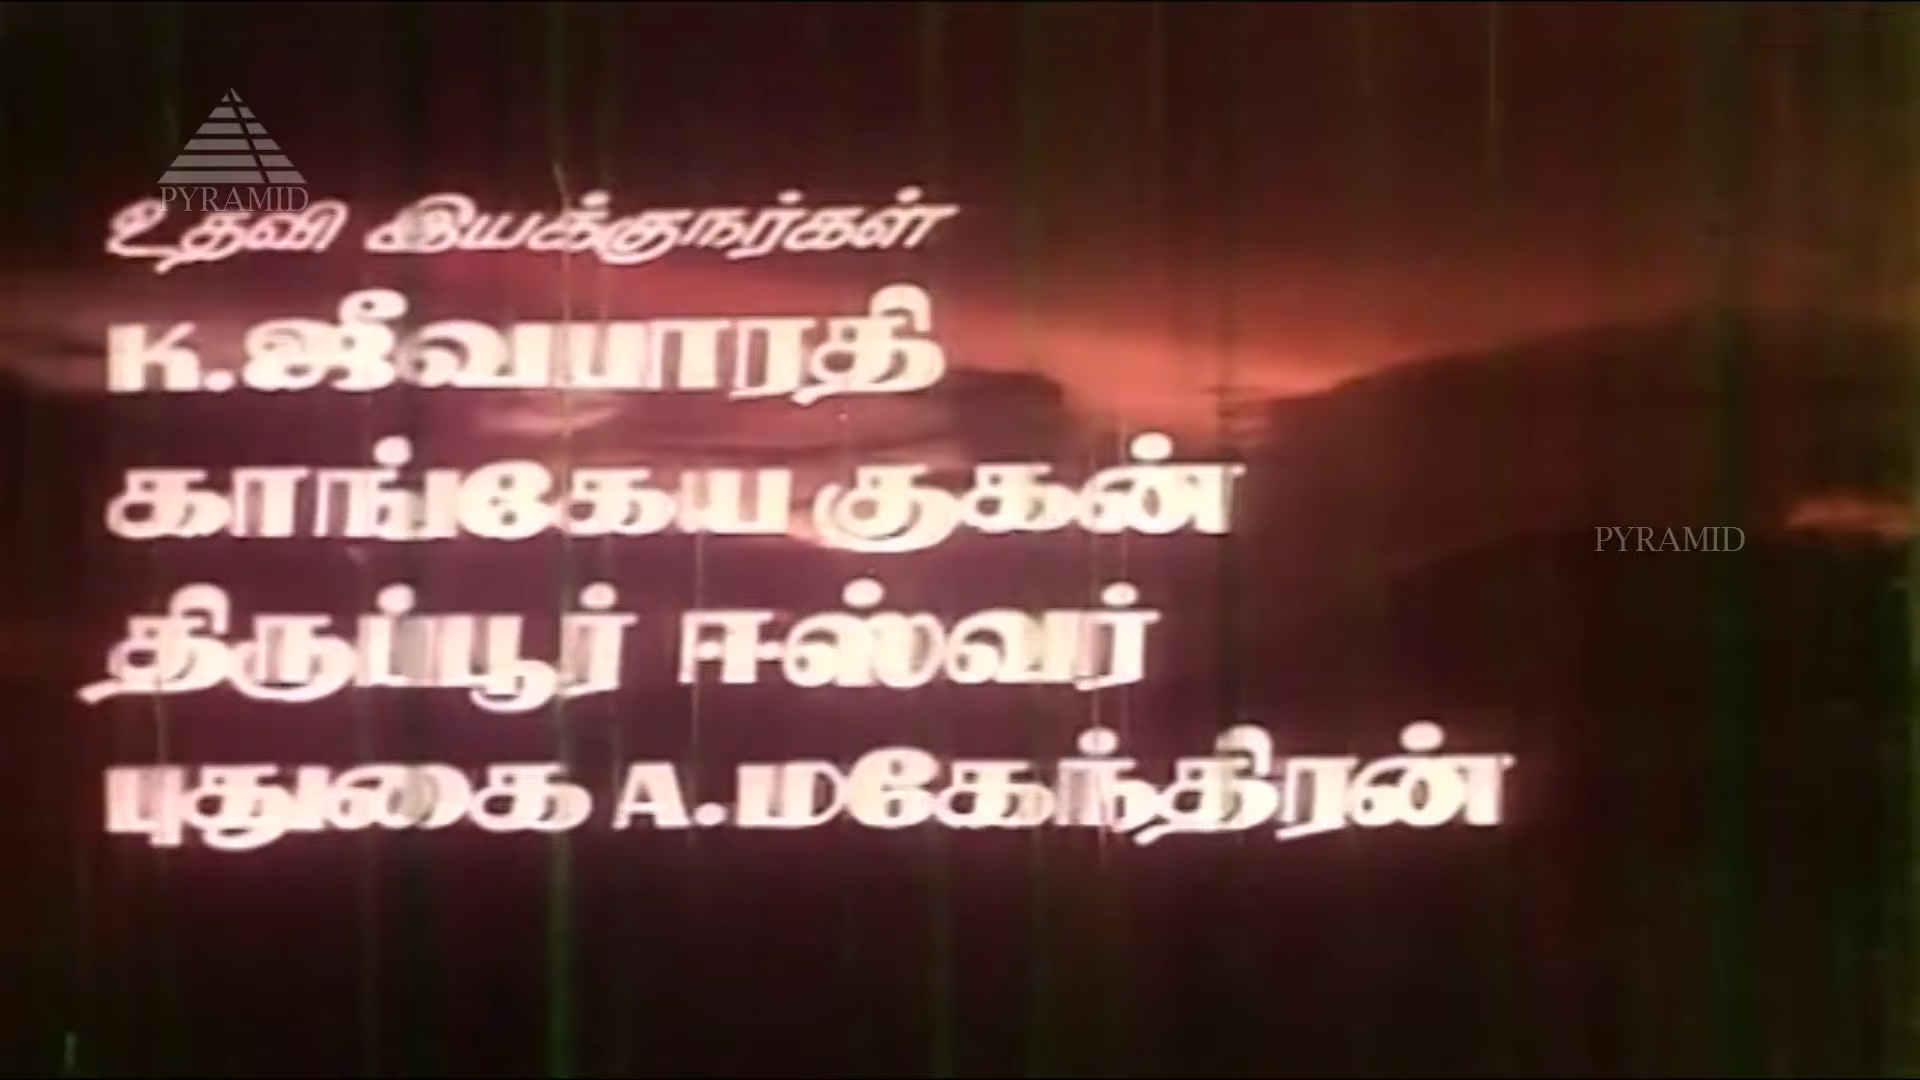 PYRAMID
உதவி இயக்குநர்கள்
K.ஜீவபாரதி
காங்கேய குகன்
PYRAMID
திருப்பூர் ஈஸ்வர்
புதுகை A.மகேந்திரன்